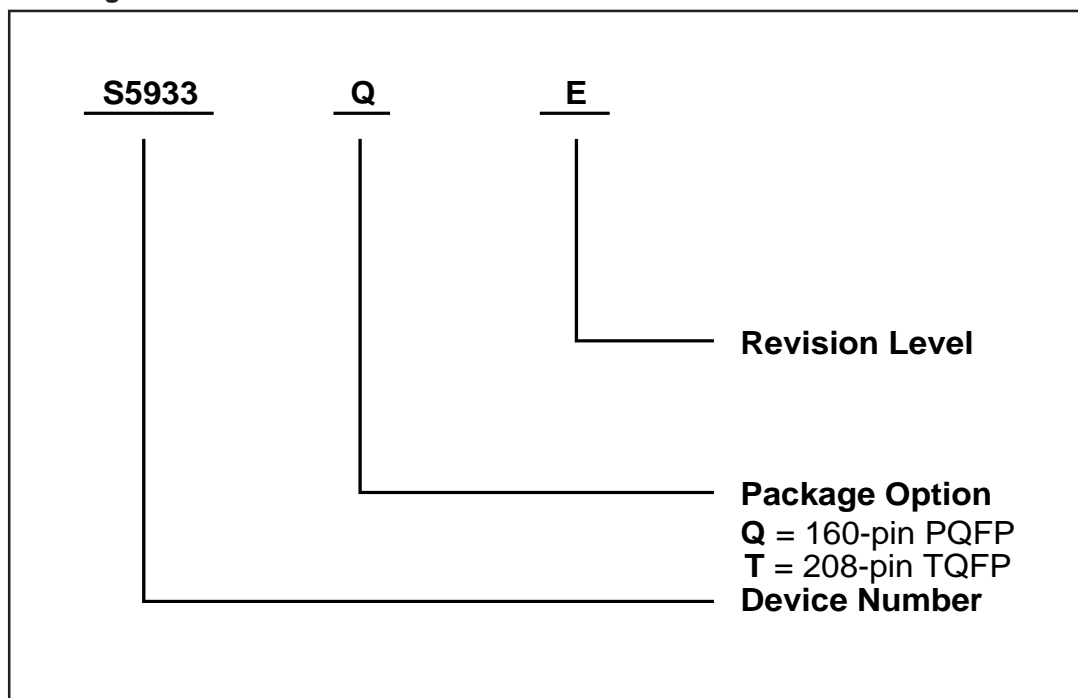 S5933 Q E
Revision Level
Package Option
Q = 160-pin PQFP
T = 208-pin TQFP
Device Number